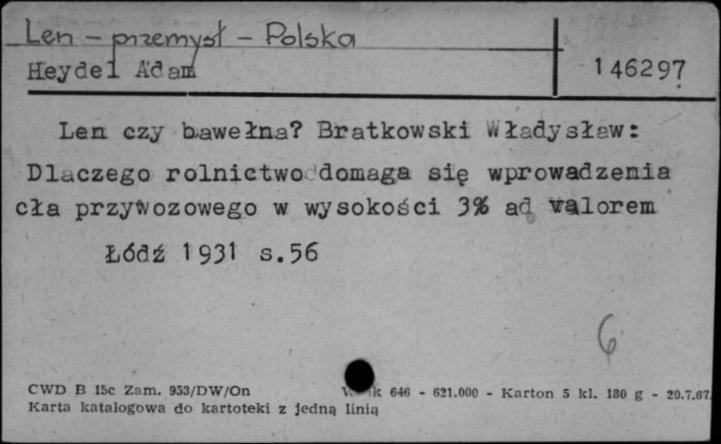 Len - przemysł - Polska
Heydel Adam 146297
Len czy bawełna? Bratkowski Władysław:
Dlaczego rolnictwo domaga się wprowadzenia
cła przywozowego w wysokości 3% ad valorem
Łódź 1931 s.56
6
CWD B 15c Zam. 953/DW/On 646 - 621.000 - Karton 5 kl. 180 g - 20.7.67
Karta katalogowa do kartoteki z jedną linią